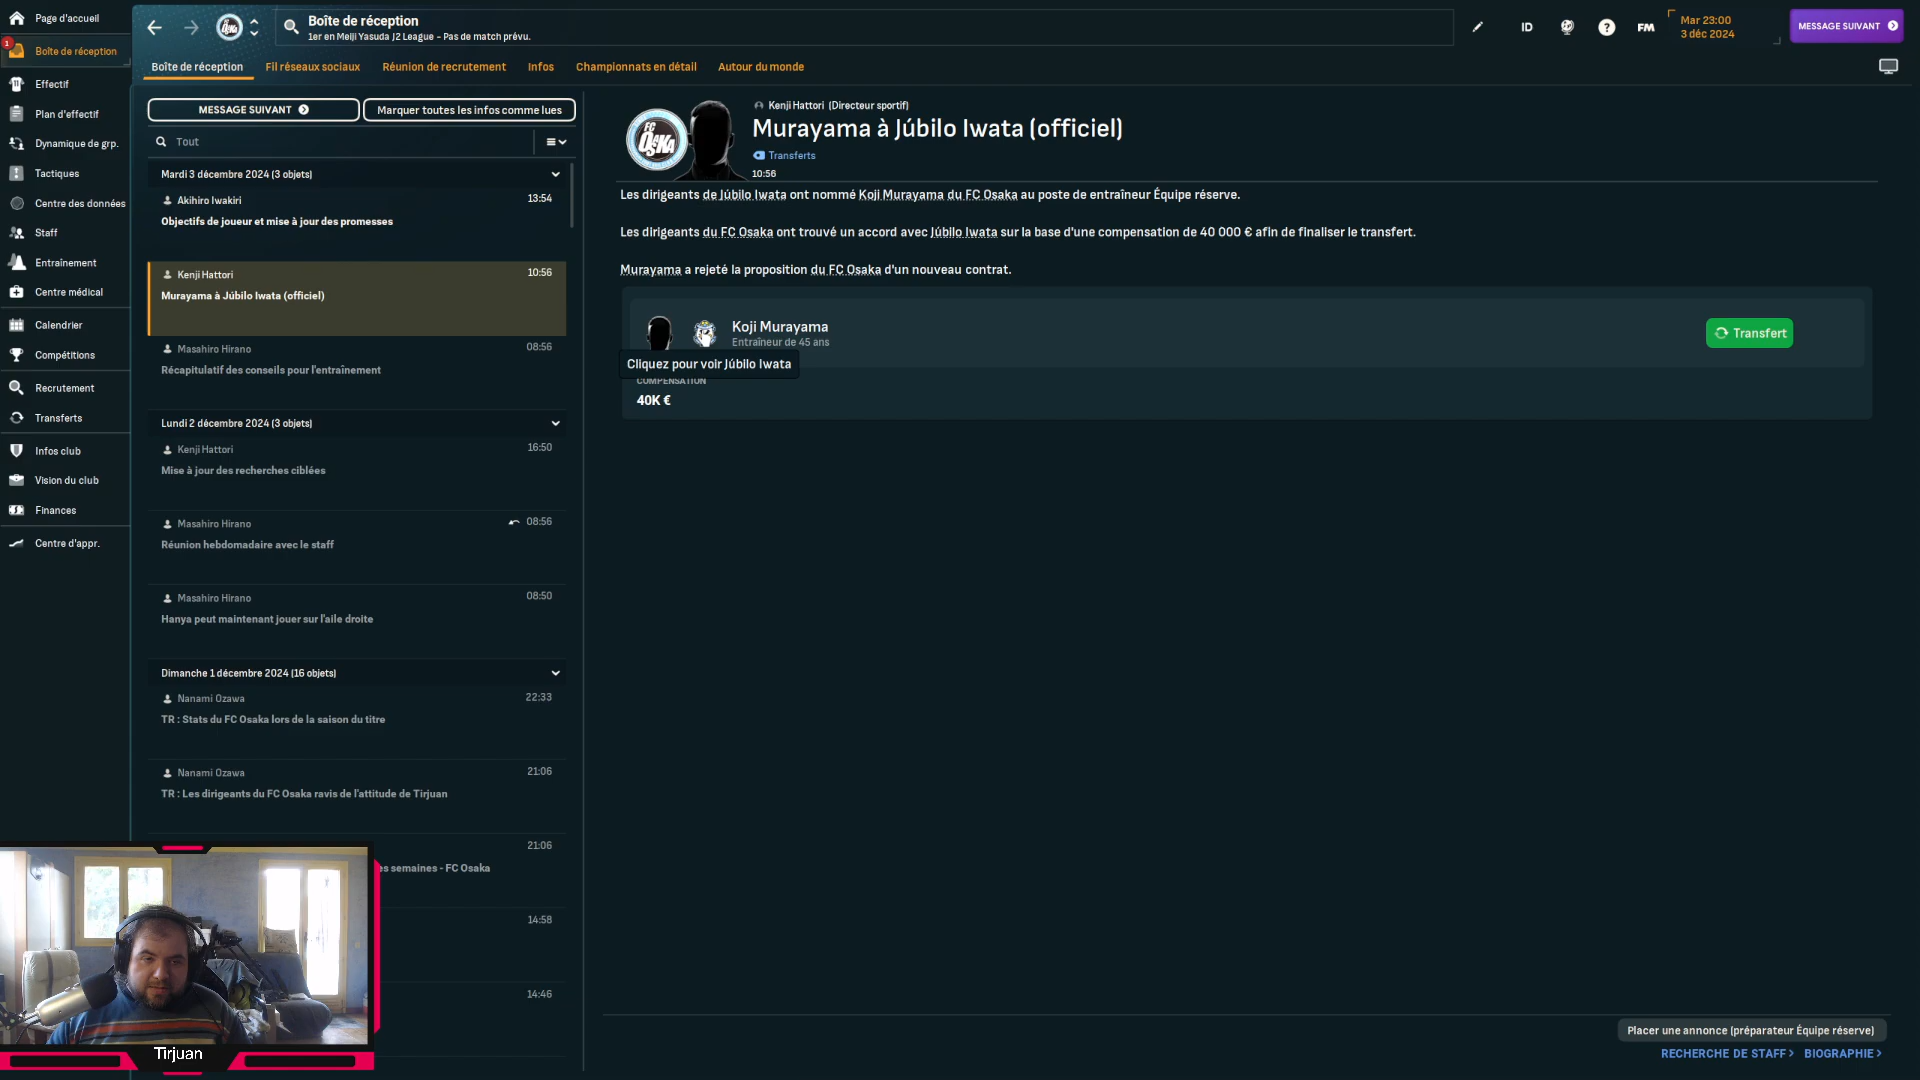 Page d'accueil
Boîte de réception
1
Effectif
Plan d'effectif
Dynamique de grp.
Tactiques
Centre des données
Staff
Entraînement
Centre médical
Calendrier
Compétitions
Recrutement
Transferts
Infos club
Vision du club
Finances
Centre d'appr.
Boîte de réception
1er en Meiji Yasuda J2 League - Pas de match prévu.
ID
FM
Mar 23:00
3 déc 2024
MESSAGE SUIVANT
Boîte de réception
Fil réseaux sociaux
Réunion de recrutement
Infos
Championnats en détail
Autour du monde
MESSAGE SUIVANT
Marquer toutes les infos comme lues
Tout
Mardi 3 décembre 2024 (3 objets)
Akihiro Iwakiri
13:54
Objectifs de joueur et mise à jour des promesses
Kenji Hattori
10:56
Murayama à Júbilo Iwata (officiel)
Masahiro Hirano
08:56
Récapitulatif des conseils pour l'entraînement
Lundi 2 décembre 2024 (3 objets)
Kenji Hattori
16:50
Mise à jour des recherches ciblées
Masahiro Hirano
08:56
Réunion hebdomadaire avec le staff
Masahiro Hirano
08:50
Hanya peut maintenant jouer sur l'aile droite
Dimanche 1 décembre 2024 (16 objets)
Nanami Ozawa
22:33
TR : Stats du FC Osaka lors de la saison du titre
Nanami Ozawa
21:06
TR : Les dirigeants du FC Osaka ravis de l'attitude de Tirjuan
21:06
es semaines - FC Osaka
14:58
14:46
Tirjuan
FC OSAKA
Kenji Hattori (Directeur sportif)
Murayama à Júbilo Iwata (officiel)
Transferts
10:56
Les dirigeants de Júbilo Iwata ont nommé Koji Murayama du FC Osaka au poste de entraîneur Équipe réserve.
Les dirigeants du FC Osaka ont trouvé un accord avec Júbilo Iwata sur la base d'une compensation de 40 000 € afin de finaliser le transfert.
Murayama a rejeté la proposition du FC Osaka d'un nouveau contrat.
Koji Murayama
Entraîneur de 45 ans
Transfert
Cliquez pour voir Júbilo Iwata
COMPENSATION
40K €
Placer une annonce (préparateur Équipe réserve)
RECHERCHE DE STAFF
BIOGRAPHIE